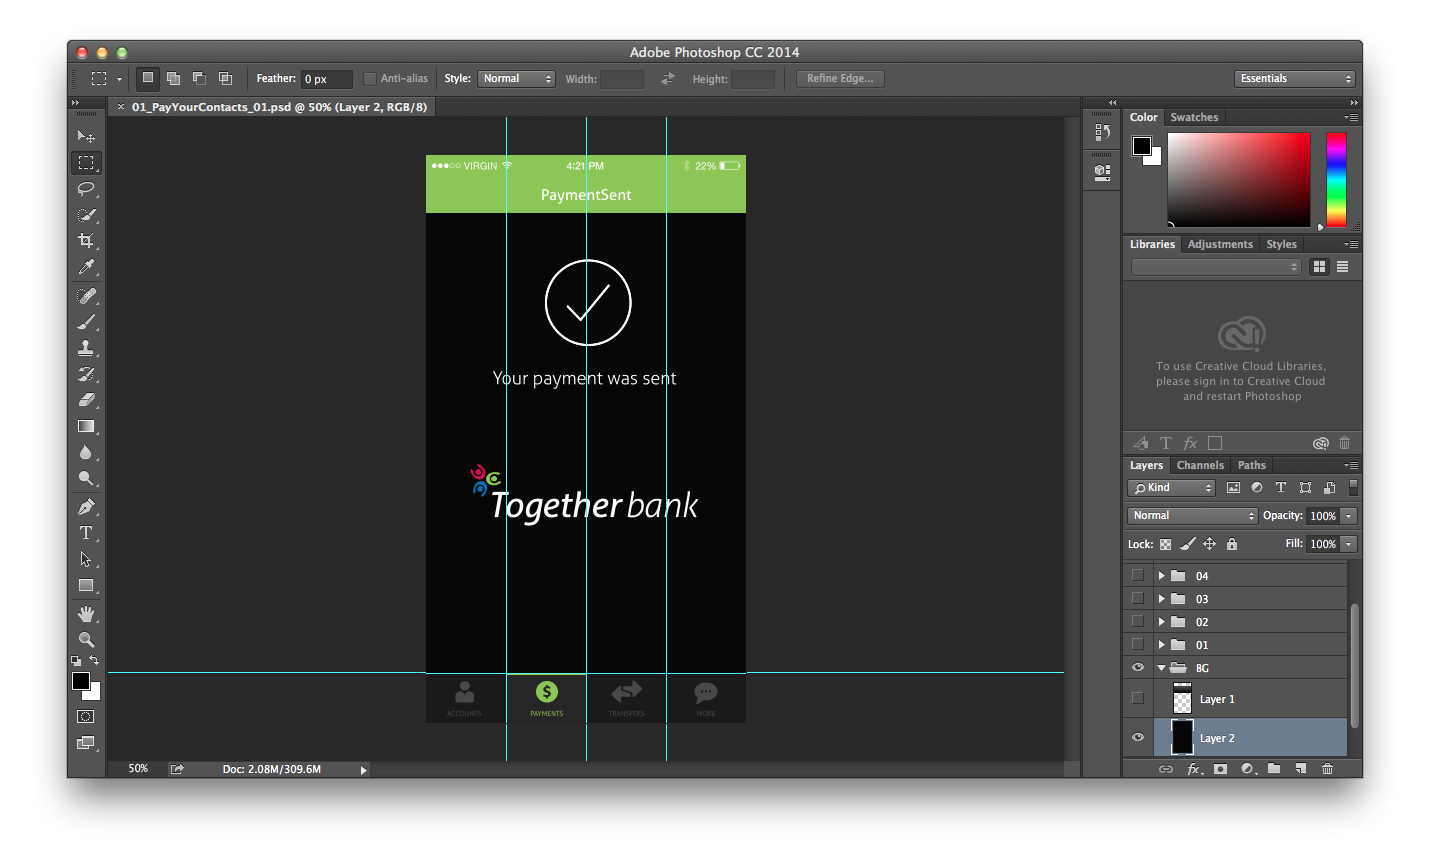 Adobe Photoshop CC 2014
Feather: 0 px Anti-alias Style: Normal Width: Height: Refine Edge... Essentials
× 01_PayYourContacts_01.psd @ 50% (Layer 2, RGB/8)
VIRGIN 4:21 PM 22%
PaymentSent
Your payment was sent
Together bank
ACCOUNTS PAYMENTS TRANSFERS MORE
50% Doc: 2.08M/309.6M
Color Swatches
Libraries Adjustments Styles
To use Creative Cloud Libraries,
please sign in to Creative Cloud
and restart Photoshop
Layers Channels Paths
Kind
Normal Opacity: 100%
Lock: Fill: 100%
04
03
02
01
BG
Layer 1
Layer 2